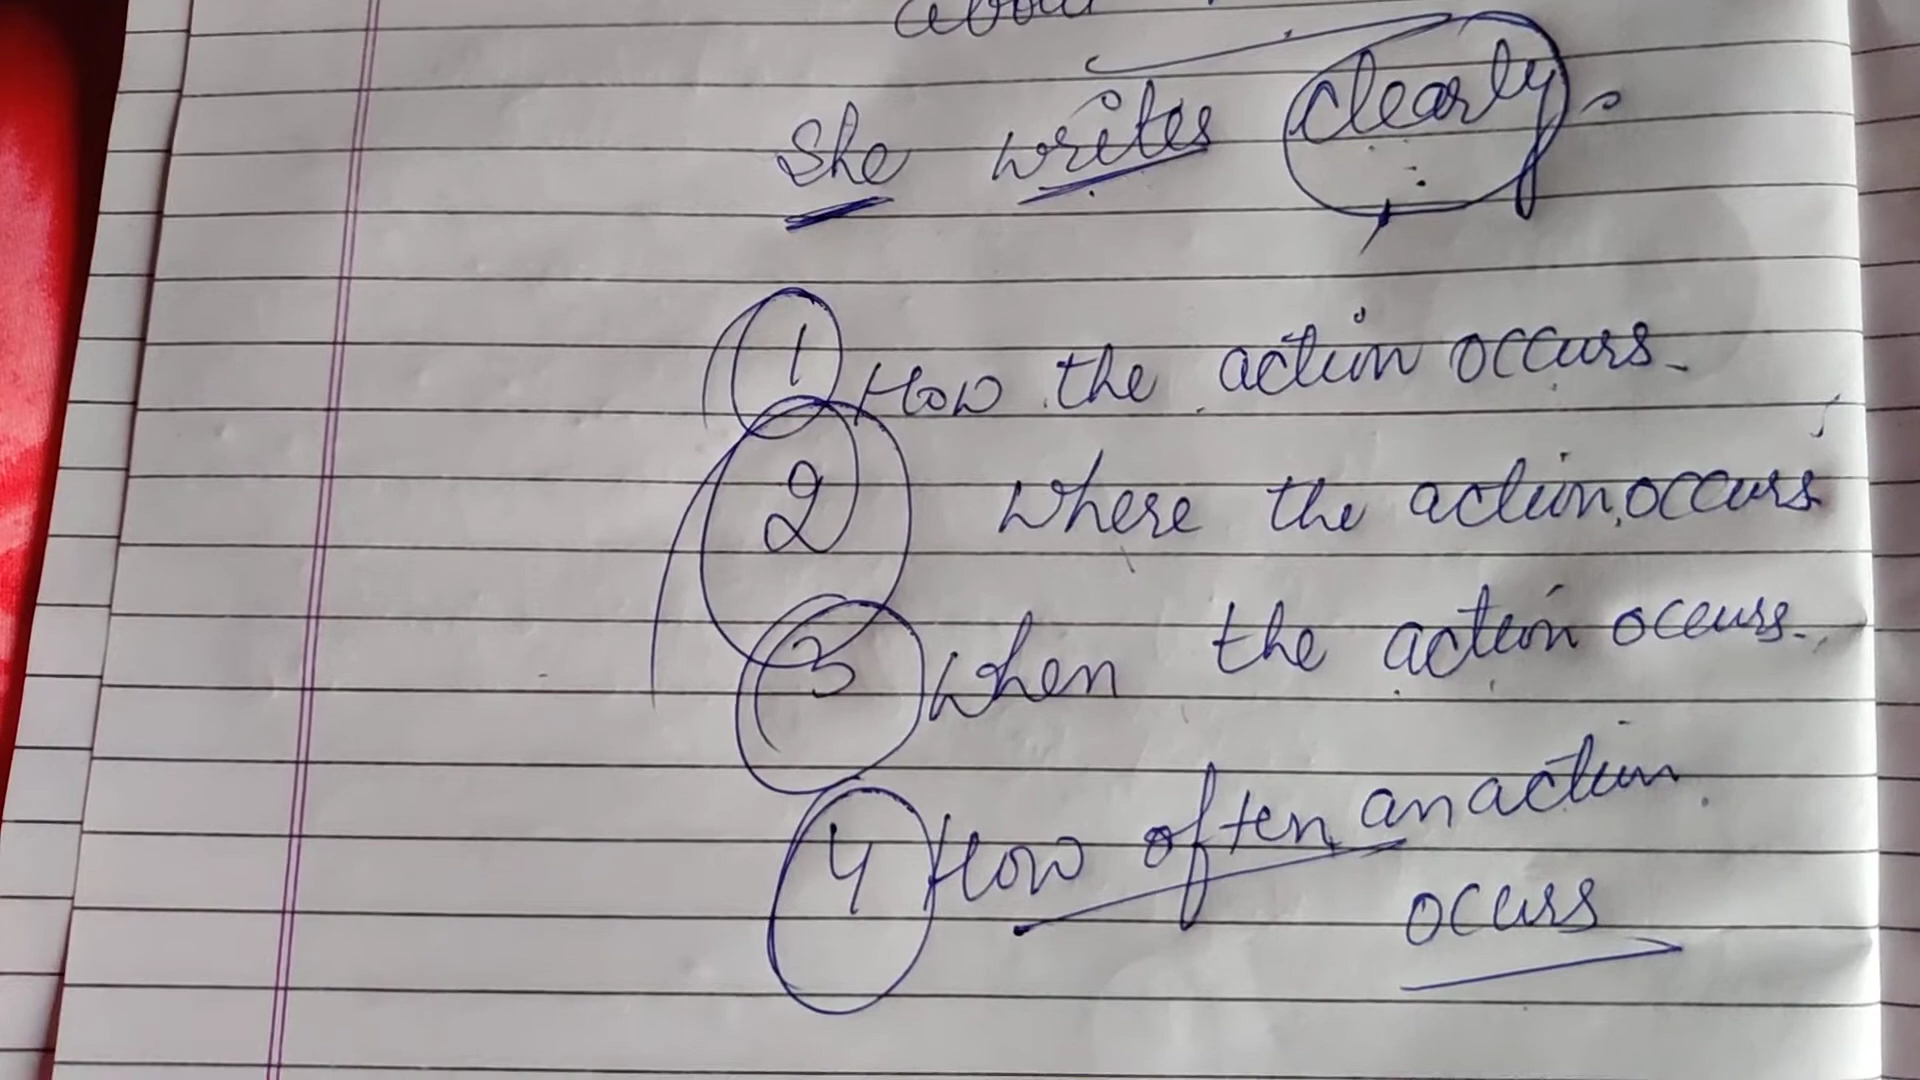 about
She writes clearly.
1 How the action occurs.
2 Where the action occurs
3 When the action occurs.
4 How often an action
occurs